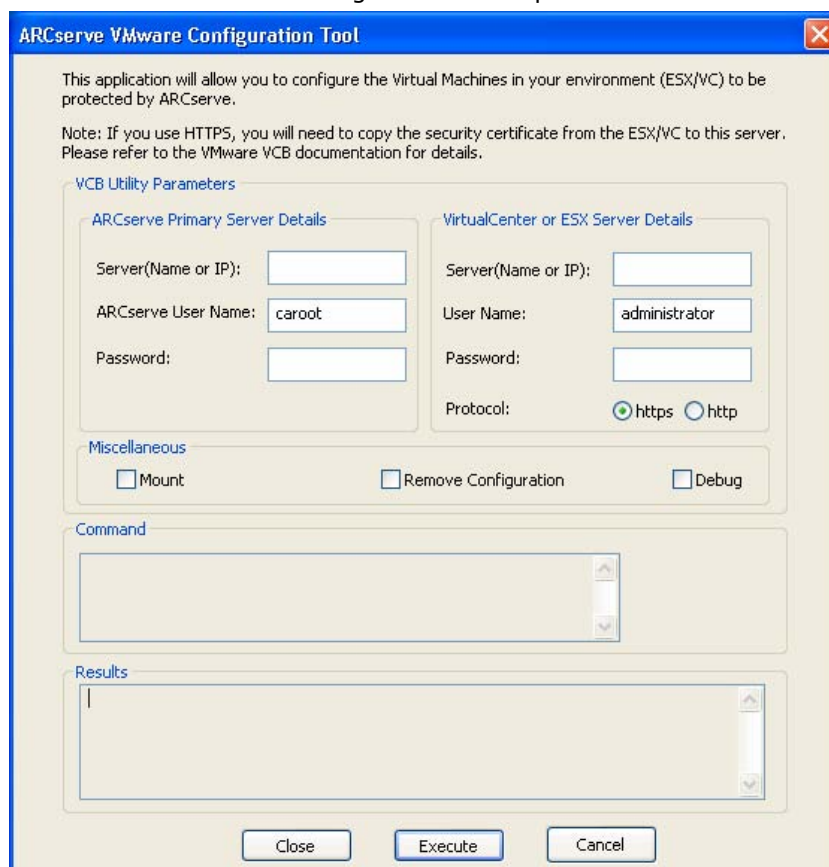 ARCserve VMware Configuration Tool
This application will allow you to configure the Virtual Machines in your environment (ESX/VC) to be
protected by ARCserve.
Note: If you use HTTPS, you will need to copy the security certificate from the ESX/VC to this server.
Please refer to the VMware VCB documentation for details.
VCB Utility Parameters
ARCserve Primary Server Details
Server(Name or IP):
ARCserve User Name: caroot
Password:
VirtualCenter or ESX Server Details
Server(Name or IP):
User Name: administrator
Password:
Protocol: https http
Miscellaneous
Mount Remove Configuration Debug
Command
Results
Close Execute Cancel